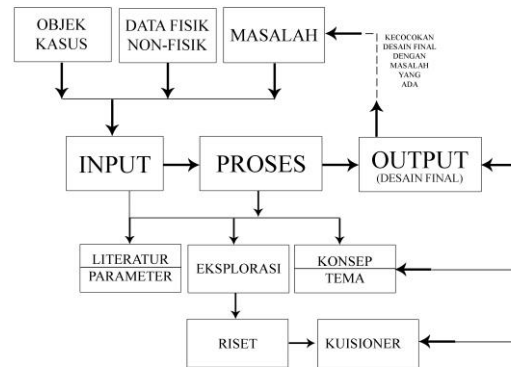 OBJEK
KASUS
DATA FISIK
NON-FISIK
MASALAH
KECOCOKAN
DESAIN FINAL
DENGAN
MASALAH
YANG
ADA
INPUT
PROSES
OUTPUT
(DESAIN FINAL)
LITERATUR
PARAMETER
EKSPLORASI
KONSEP
TEMA
RISET
KUISIONER